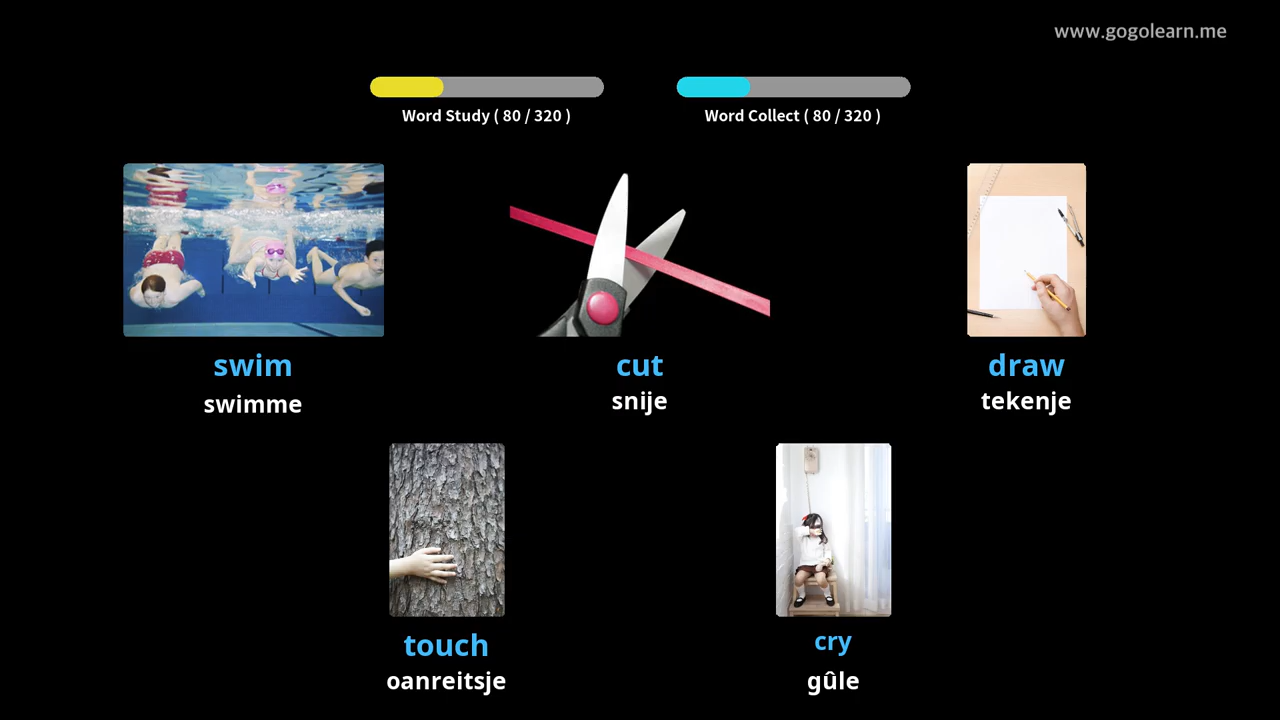 www.gogolearn.me
Word Study ( 80 / 320 )
Word Collect ( 80 / 320 )
swim
swimme
cut
snije
draw
tekenje
touch
oanreitsje
cry
gûle